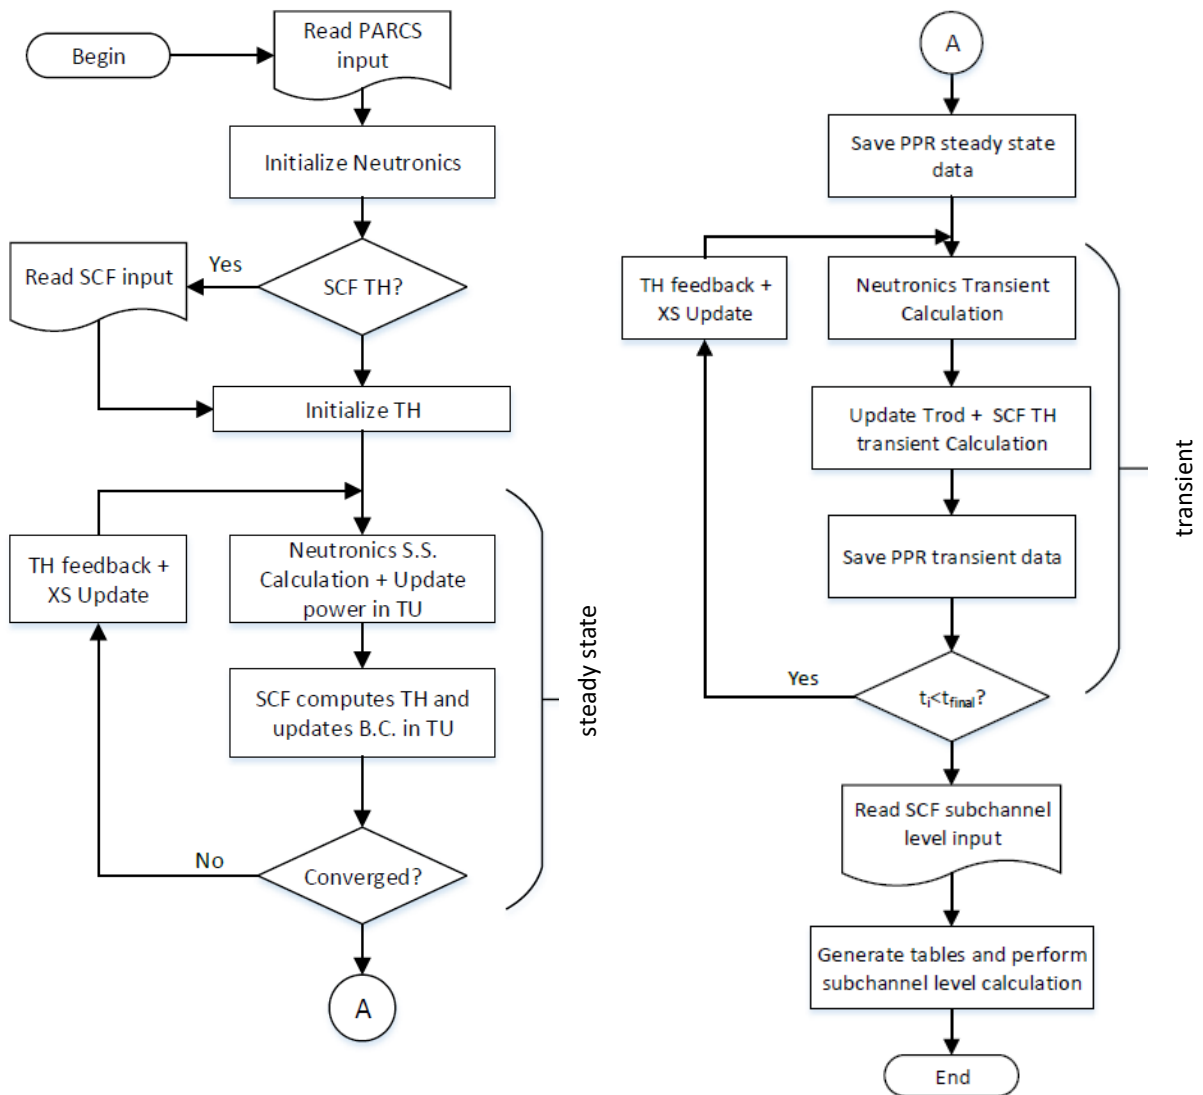 Begin
Read PARCS
input
Initialize Neutronics
SCF TH?
Yes
Read SCF input
Initialize TH
Neutronics S.S.
Calculation + Update
power in TU
TH feedback +
XS Update
SCF computes TH and
updates B.C. in TU
No
Converged?
A
steady state
A
Save PPR steady state
data
Neutronics Transient
Calculation
TH feedback +
XS Update
Update Trod + SCF TH
transient Calculation
Save PPR transient data
Yes
ti<tfinal?
transient
Read SCF subchannel
level input
Generate tables and perform
subchannel level calculation
End